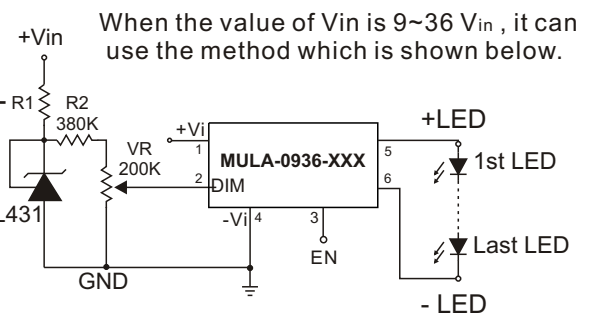 When the value of Vin is 9~36 Vin , it can
use the method which is shown below.
+Vin
R1
R2
380K
VR
200K
+Vi
1
2
DIM
MULA-0936-XXX
-Vi
4
3
EN
5
6
+LED
1st LED
Last LED
- LED
L431
GND